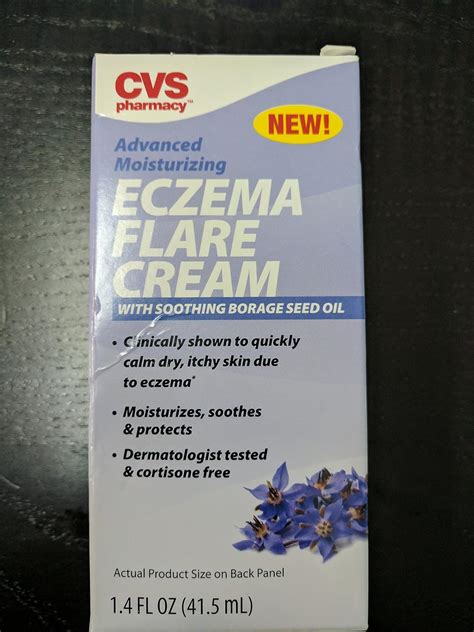 CVS
pharmacy™
NEW!
Advanced
Moisturizing
ECZEMA
FLARE
CREAM
WITH SOOTHING BORAGE SEED OIL
• Clinically shown to quickly
calm dry, itchy skin due
to eczema*
• Moisturizes, soothes
& protects
• Dermatologist tested
& cortisone free
Actual Product Size on Back Panel
1.4 FL OZ (41.5 mL)